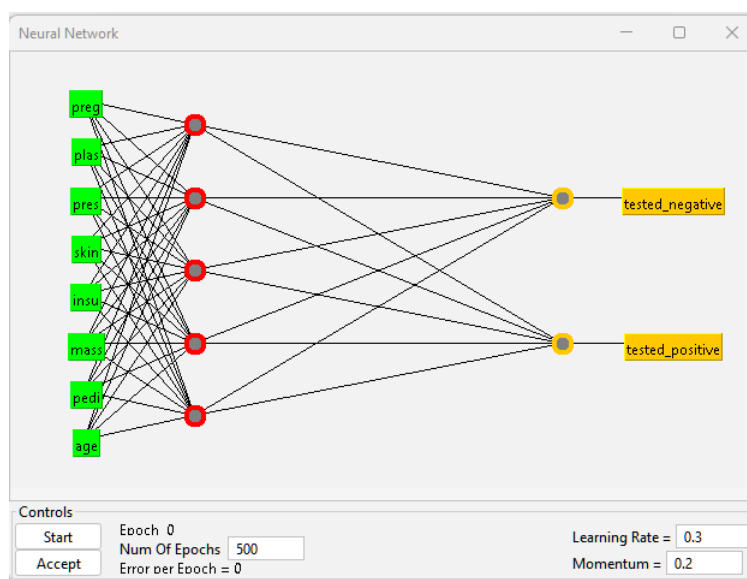 Neural Network
preg
plas
pres
skin
insu
mass
pedi
age
tested_negative
tested_positive
Controls
Start
Accept
Epoch 0
Num Of Epochs 500
Error per Epoch = 0
Learning Rate = 0.3
Momentum = 0.2